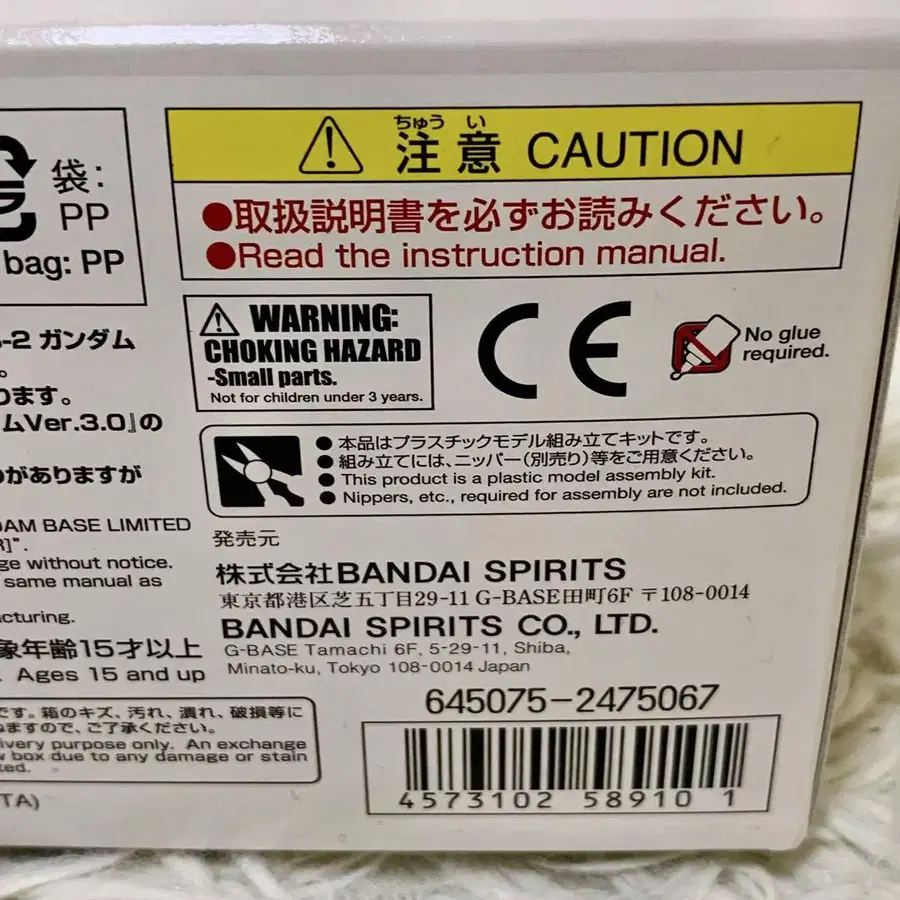 袋:
PP
bag: PP
ちゅう い
注意 CAUTION
●取扱説明書を必ずお読みください。
●Read the instruction manual.
-2 ガンダム
。
ります。
ムVer.3.0』の
がありますが
DAM BASE LIMITED
R]".
ge without notice.
same manual as
acturing.
象年齢15才以上
Ages 15 and up
WARNING:
CHOKING HAZARD
-Small parts.
Not for children under 3 years.
CE
No glue
required.
● 本品はプラスチックモデル組み立てキットです。
● 組み立てには、ニッパー(別売り)等をご用意ください。
● This product is a plastic model assembly kit.
● Nippers, etc., required for assembly are not included.
発売元
株式会社BANDAI SPIRITS
東京都港区芝五丁目29-11 G-BASE田町6F 〒108-0014
BANDAI SPIRITS CO., LTD.
G-BASE Tamachi 6F, 5-29-11, Shiba,
Minato-ku, Tokyo 108-0014 Japan
です。箱のキズ、汚れ、潰れ、破損等に
ねますので、ご了承ください。
ivery purpose only. An exchange
w box due to any damage or stain
ted.
TA)
645075-2475067
4573102 58910 1